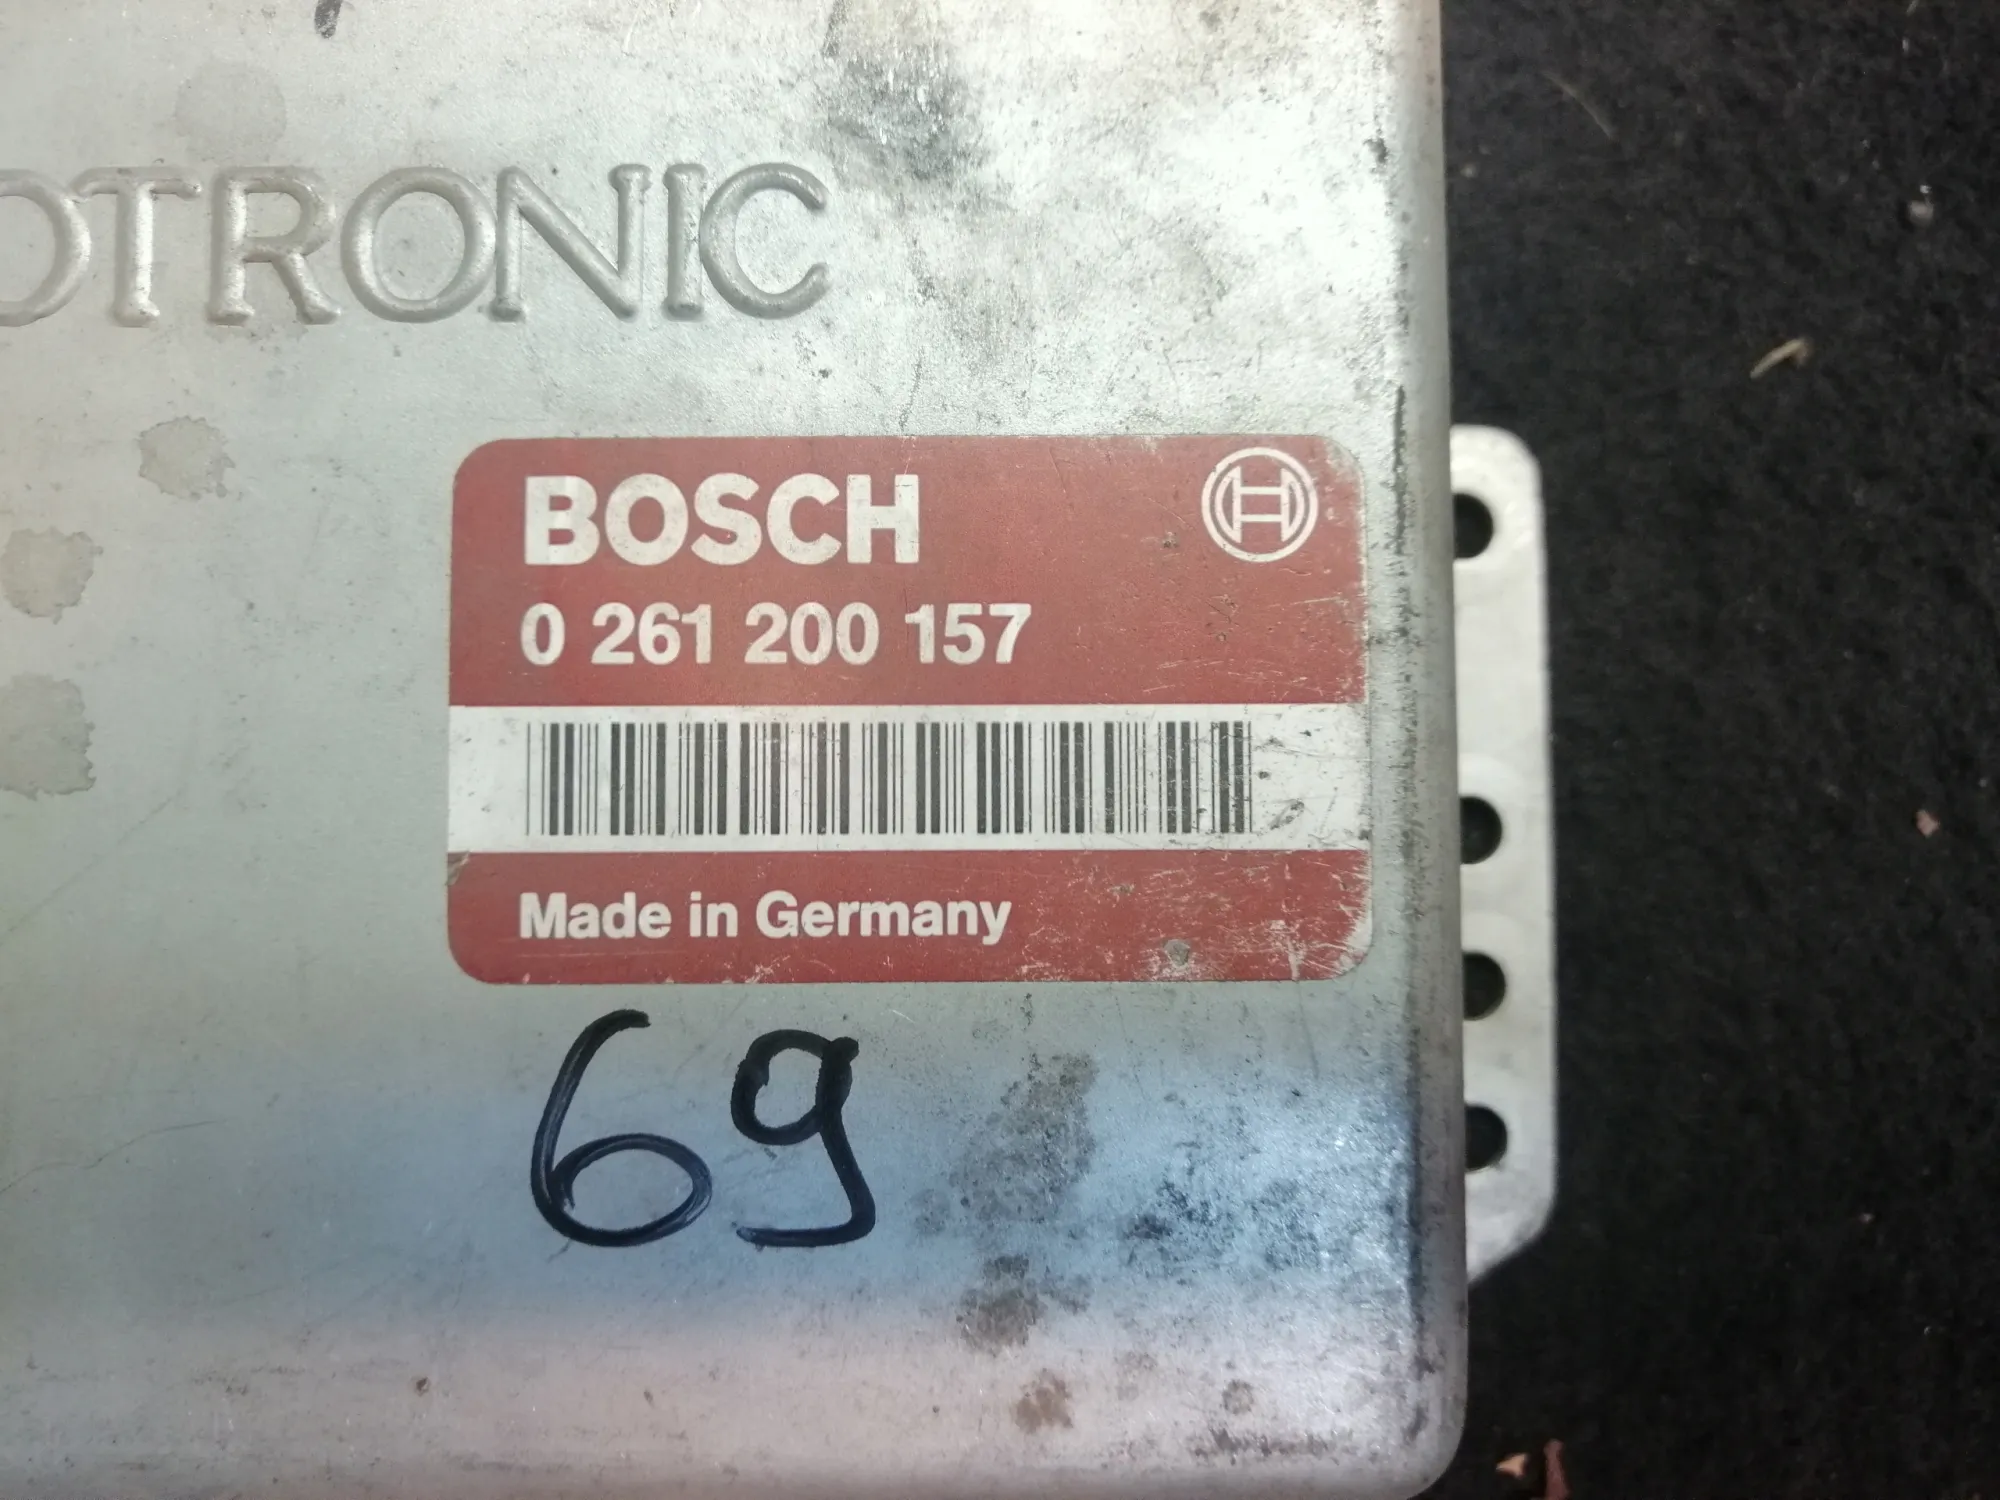 OTRONIC
BOSCH
0 261 200 157
Made in Germany
69